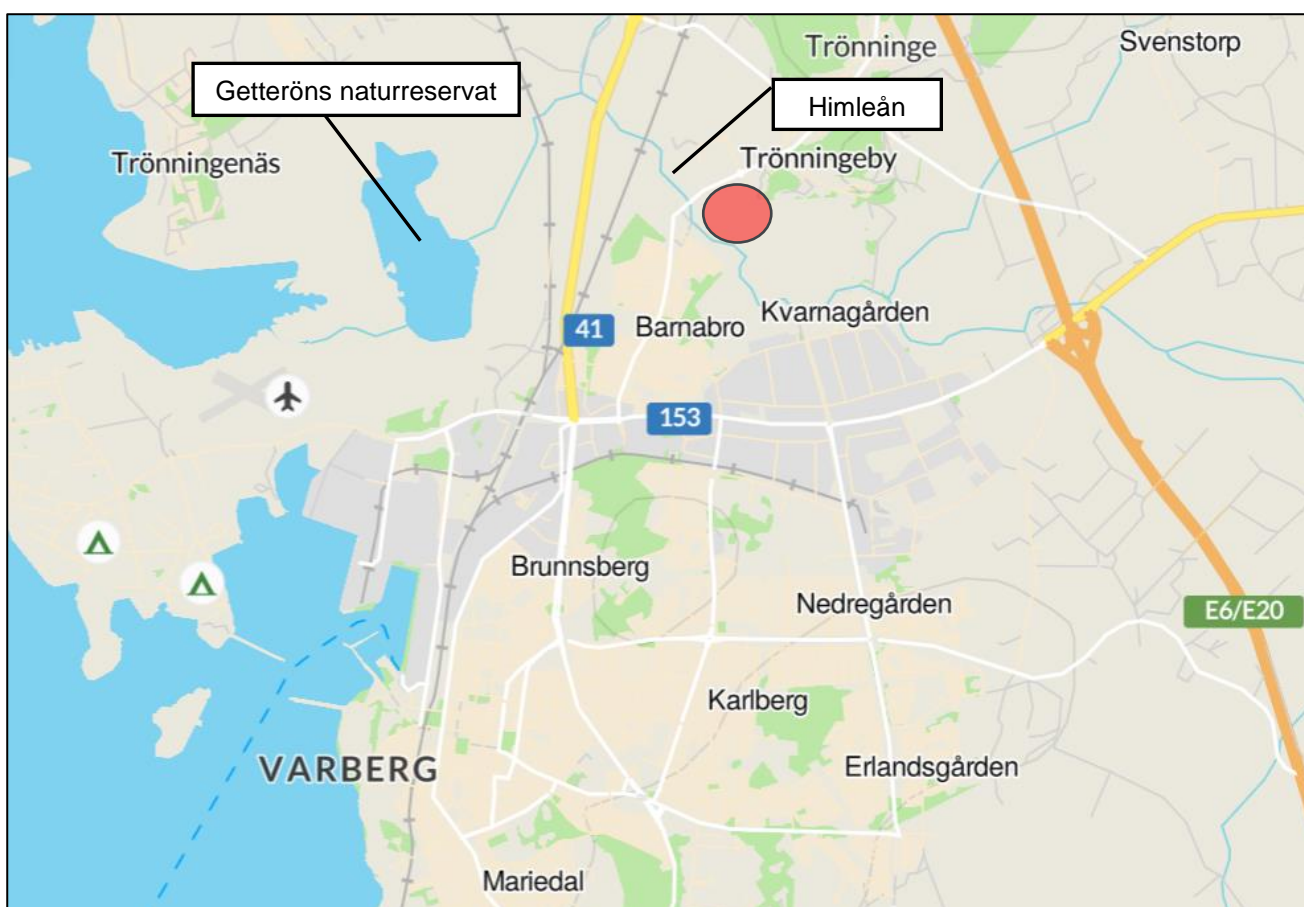 Trönninge
Svenstorp
Getteröns naturreservat
Himleån
Trönningenäs
Trönningeby
41
Barnabro
Kvarnagården
153
Brunnsberg
Nedregården
E6/E20
Karlberg
VARBERG
Erlandsgården
Mariedal